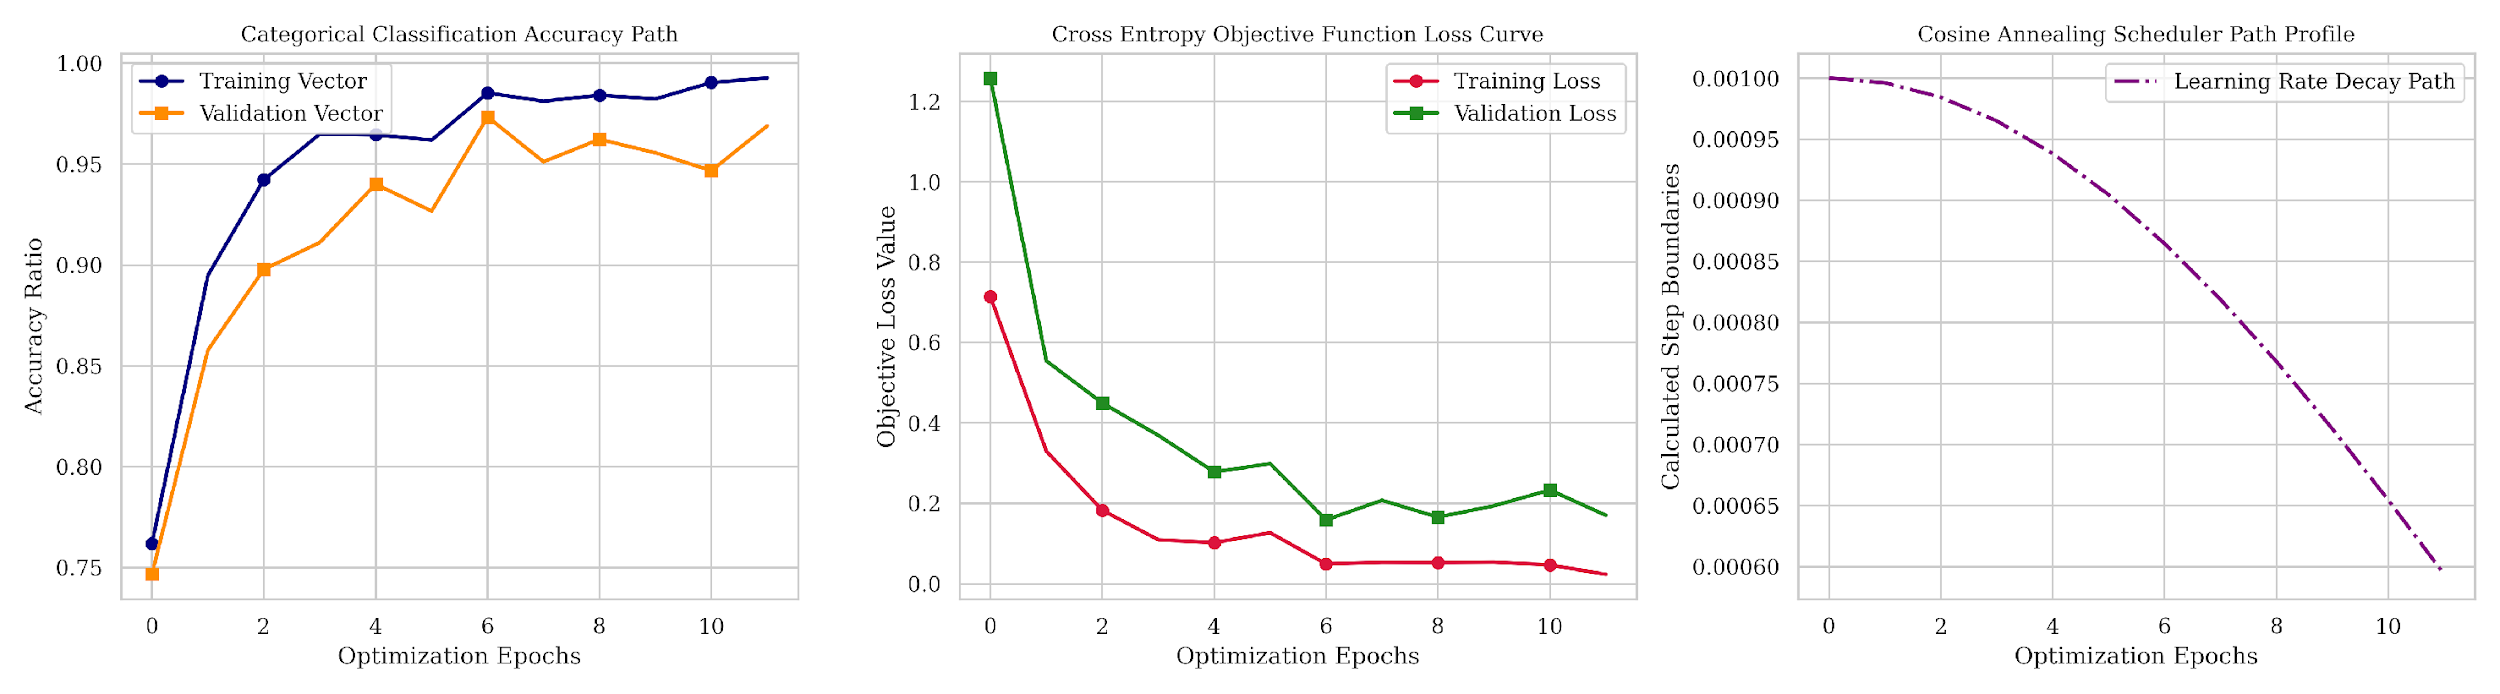 Categorical Classification Accuracy Path
1.00
0.95
0.90
0.85
0.80
0.75
Accuracy Ratio
Training Vector
Validation Vector
0 2 4 6 8 10
Optimization Epochs
Cross Entropy Objective Function Loss Curve
1.2
1.0
0.8
0.6
0.4
0.2
0.0
Objective Loss Value
Training Loss
Validation Loss
0 2 4 6 8 10
Optimization Epochs
Cosine Annealing Scheduler Path Profile
0.00100
0.00095
0.00090
0.00085
0.00080
0.00075
0.00070
0.00065
0.00060
Calculated Step Boundaries
Learning Rate Decay Path
0 2 4 6 8 10
Optimization Epochs